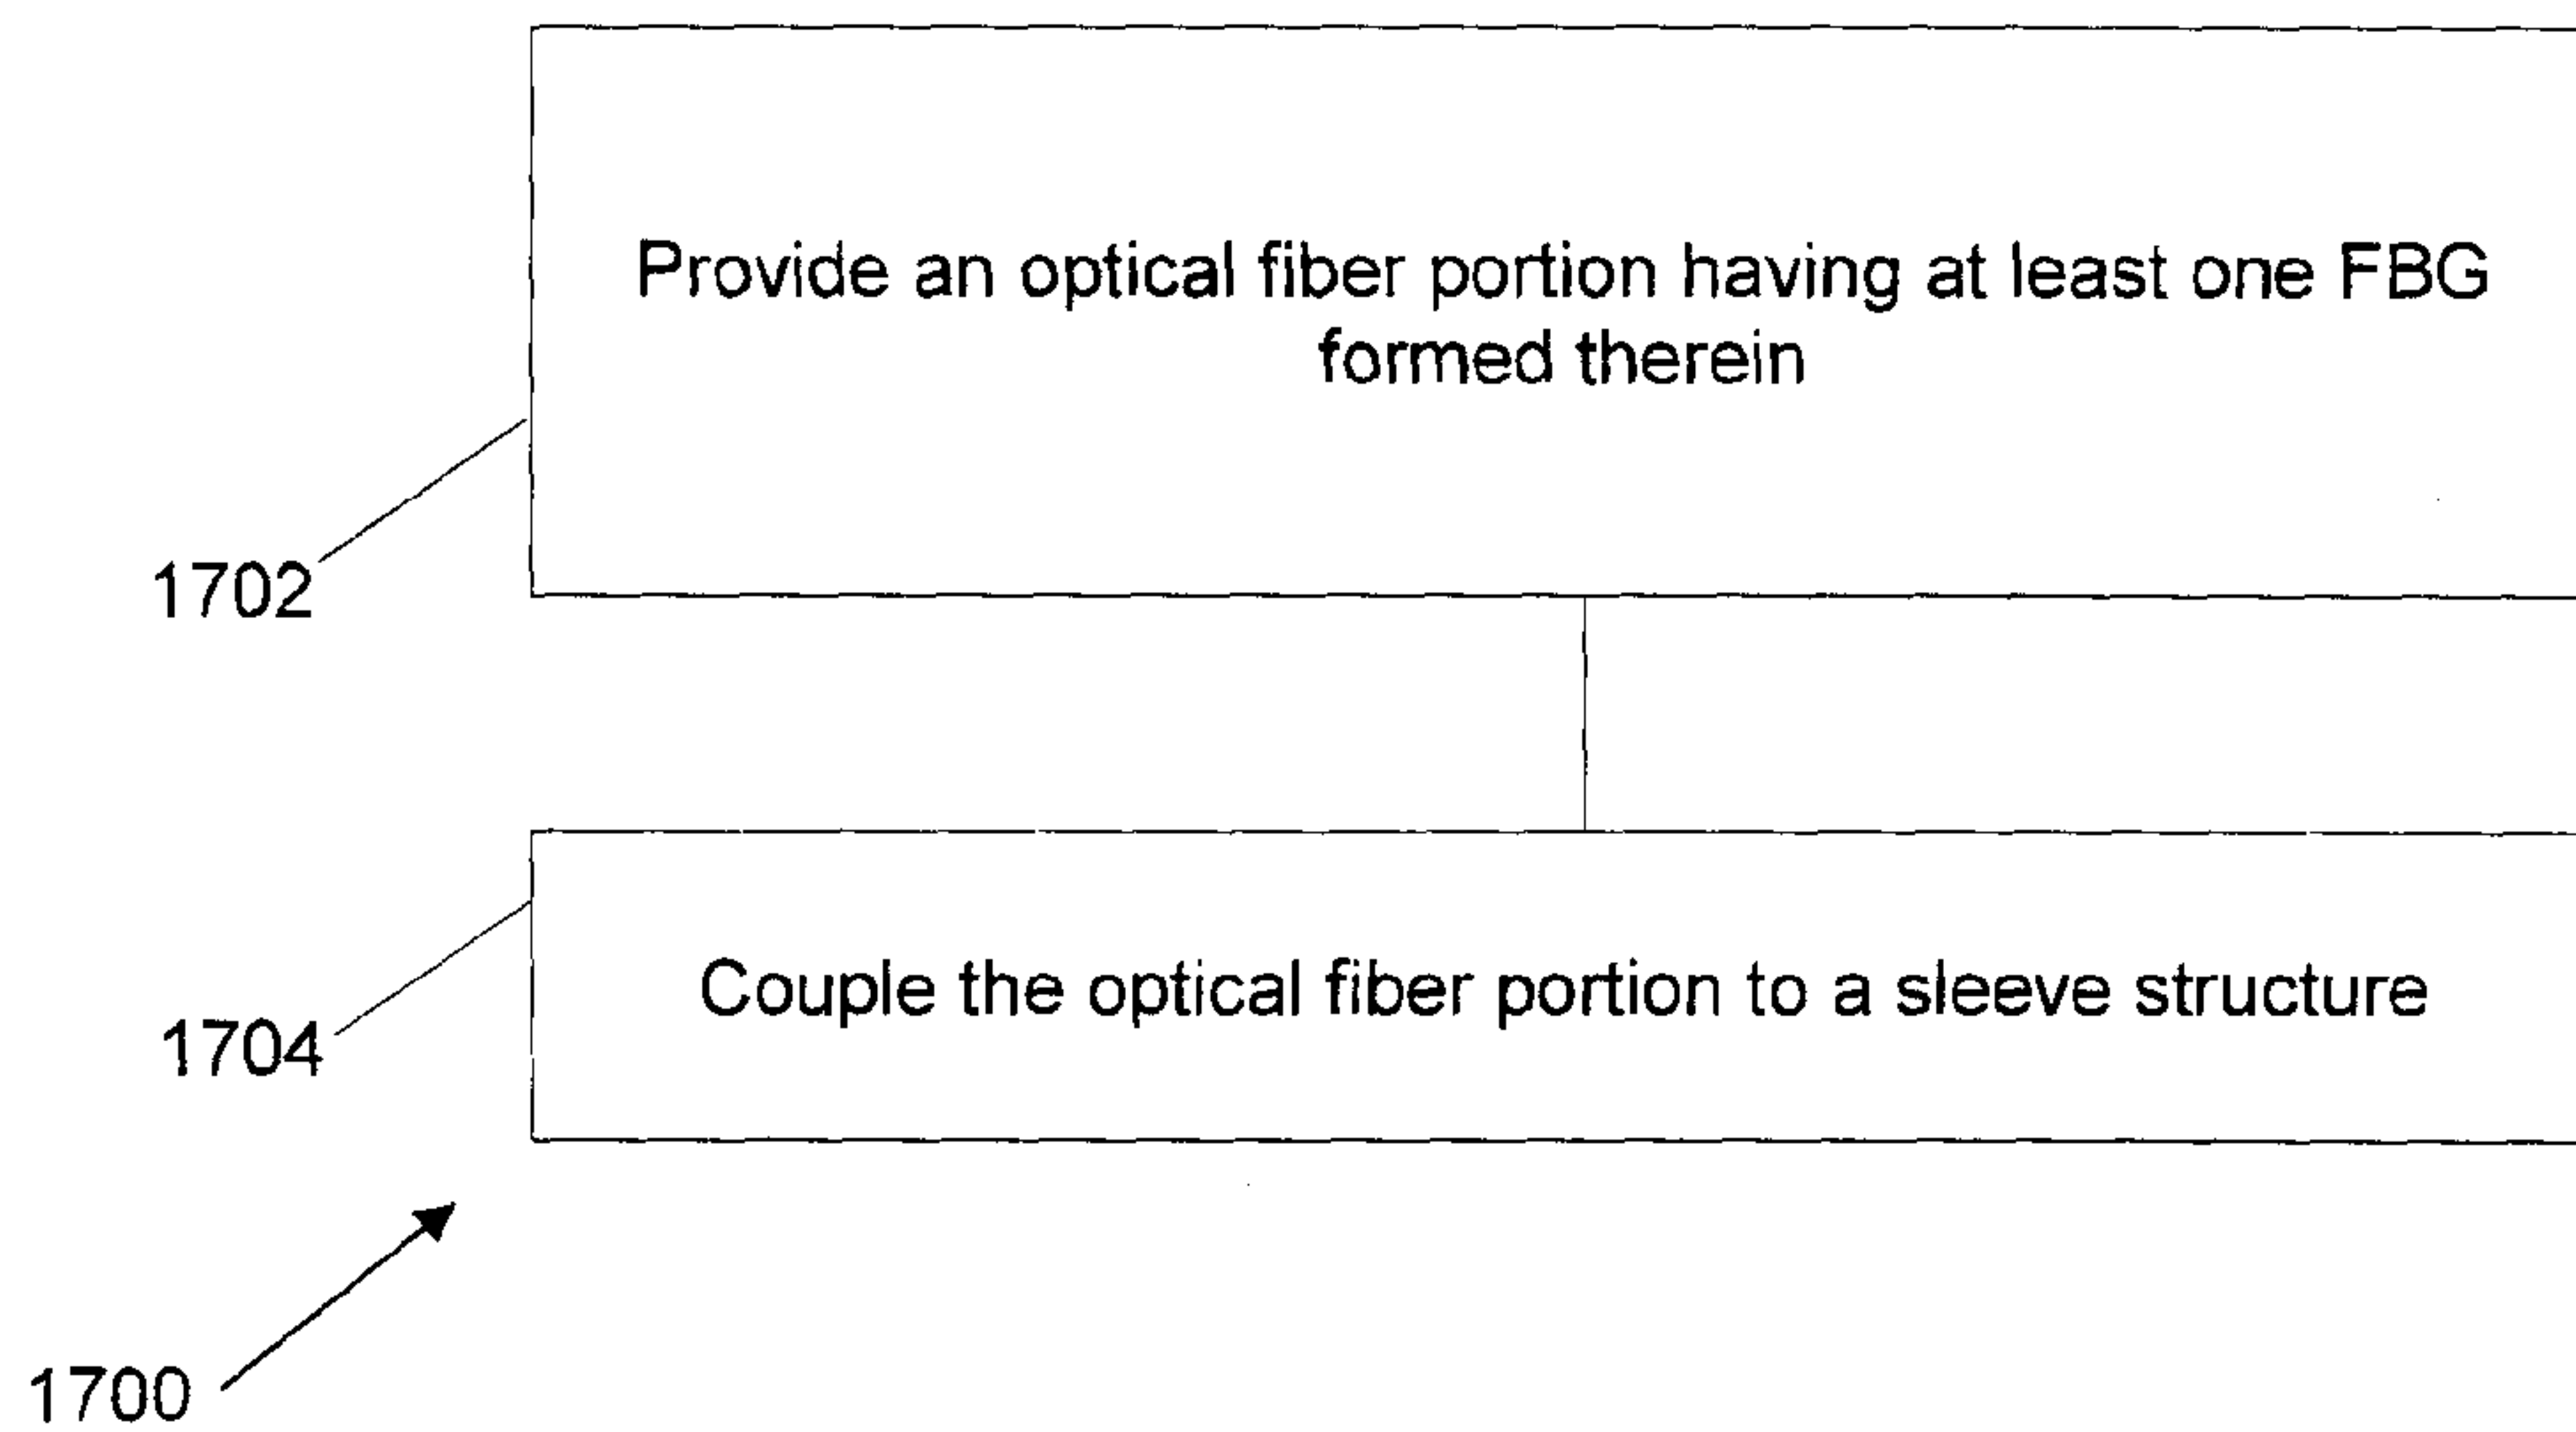 Provide an optical fiber portion having at least one FBG
formed therein
1702
Couple the optical fiber portion to a sleeve structure
1704
1700